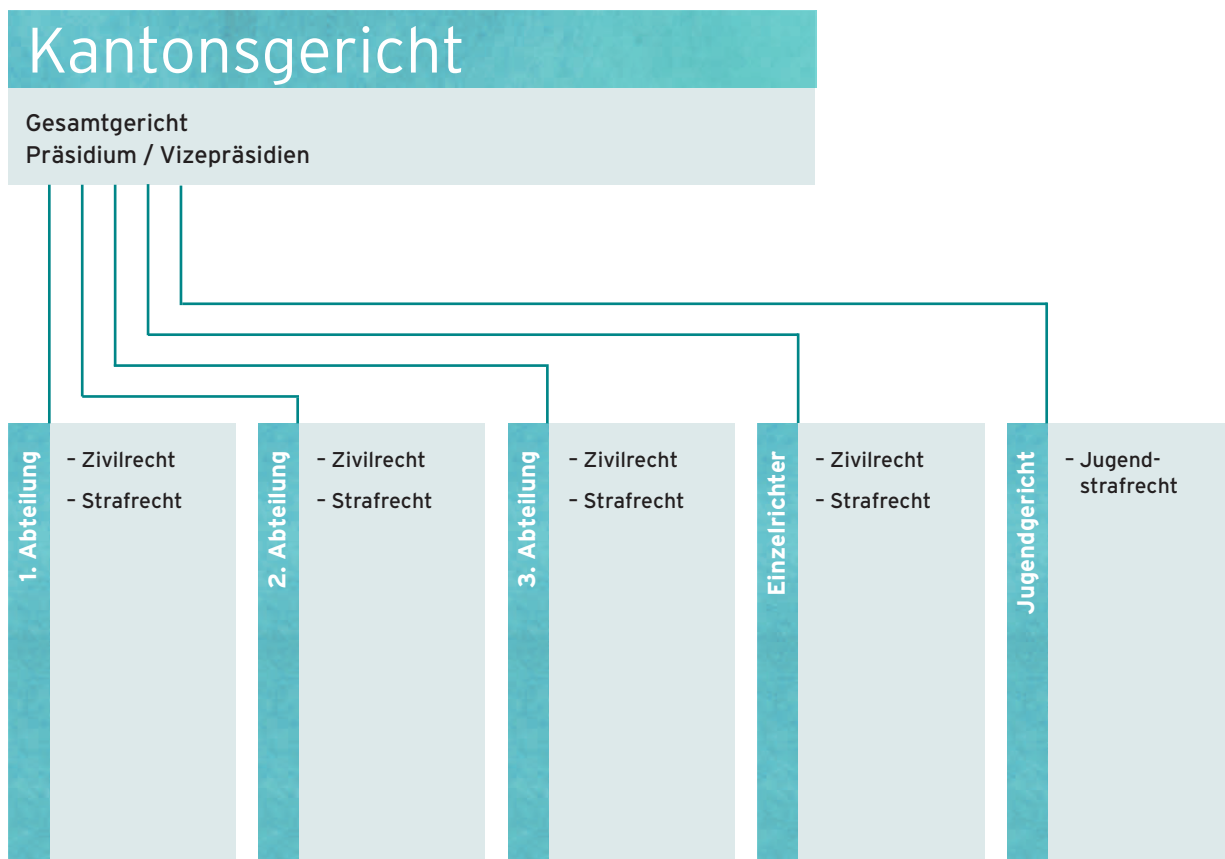 Kantonsgericht
Gesamtgericht
Präsidium / Vizepräsidien
1. Abteilung
– Zivilrecht
– Strafrecht
2. Abteilung
– Zivilrecht
– Strafrecht
3. Abteilung
– Zivilrecht
– Strafrecht
Einzelrichter
– Zivilrecht
– Strafrecht
Jugendgericht
– Jugend-
strafrecht